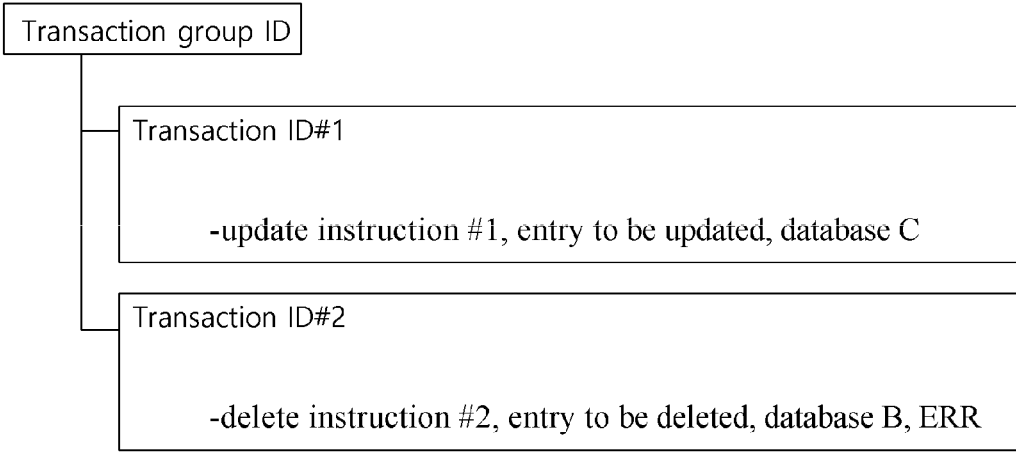 Transaction group ID
Transaction ID#1
-update instruction #1, entry to be updated, database C
Transaction ID#2
-delete instruction #2, entry to be deleted, database B, ERR